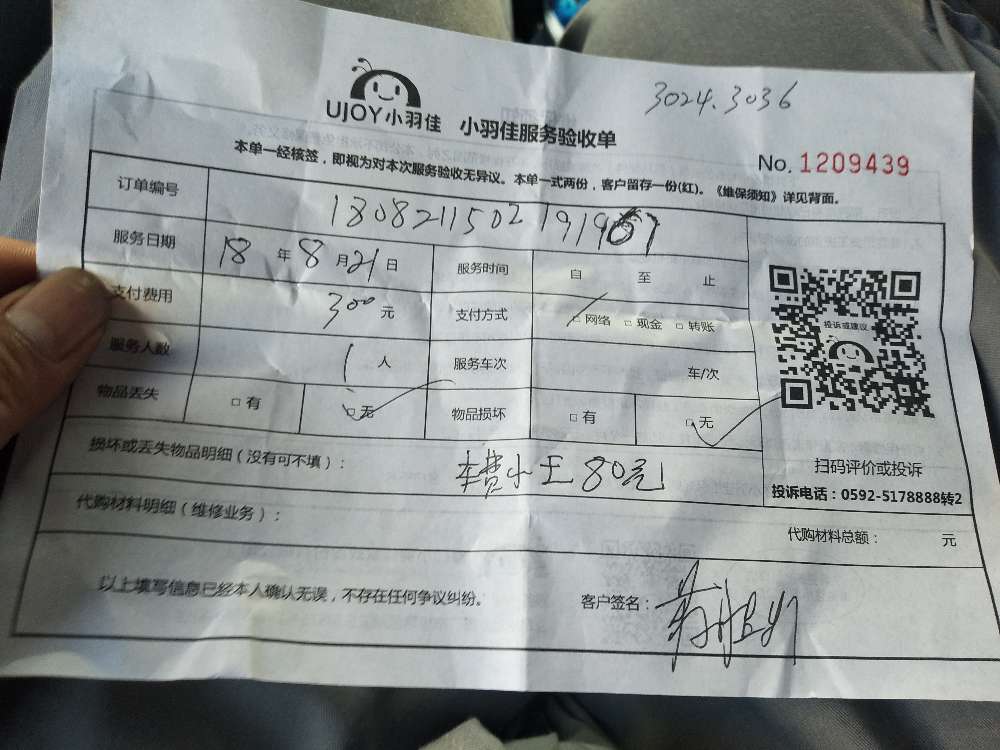 3024.3036
UJOY小羽佳 小羽佳服务验收单
No. 1209439
本单一经核签，即视为对本次服务验收无异议。本单一式两份，客户留存一份(红)。《维保须知》详见背面。
订单编号 1808211502191
服务日期 18 年 8 月 21 日 服务时间 自 至 止
支付费用 300 元 支付方式 □网络 □现金 □转账
服务人数 1 人 服务车次 车/次
物品丢失 □有 □无 物品损坏 □有 □无
投诉或建议
扫码评价或投诉
投诉电话：0592-5178888转2
损坏或丢失物品明细（没有可不填）： 车费小王80元
代购材料明细（维修业务）： 代购材料总额： 元
以上填写信息已经本人确认无误，不存在任何争议纠纷。 客户签名：